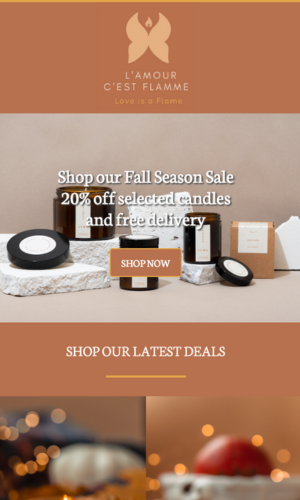 L'AMOUR
C'EST FLAMME
Love is a Flame
Shop our Fall Season Sale
20% off selected candles
and free delivery
SHOP NOW
SHOP OUR LATEST DEALS